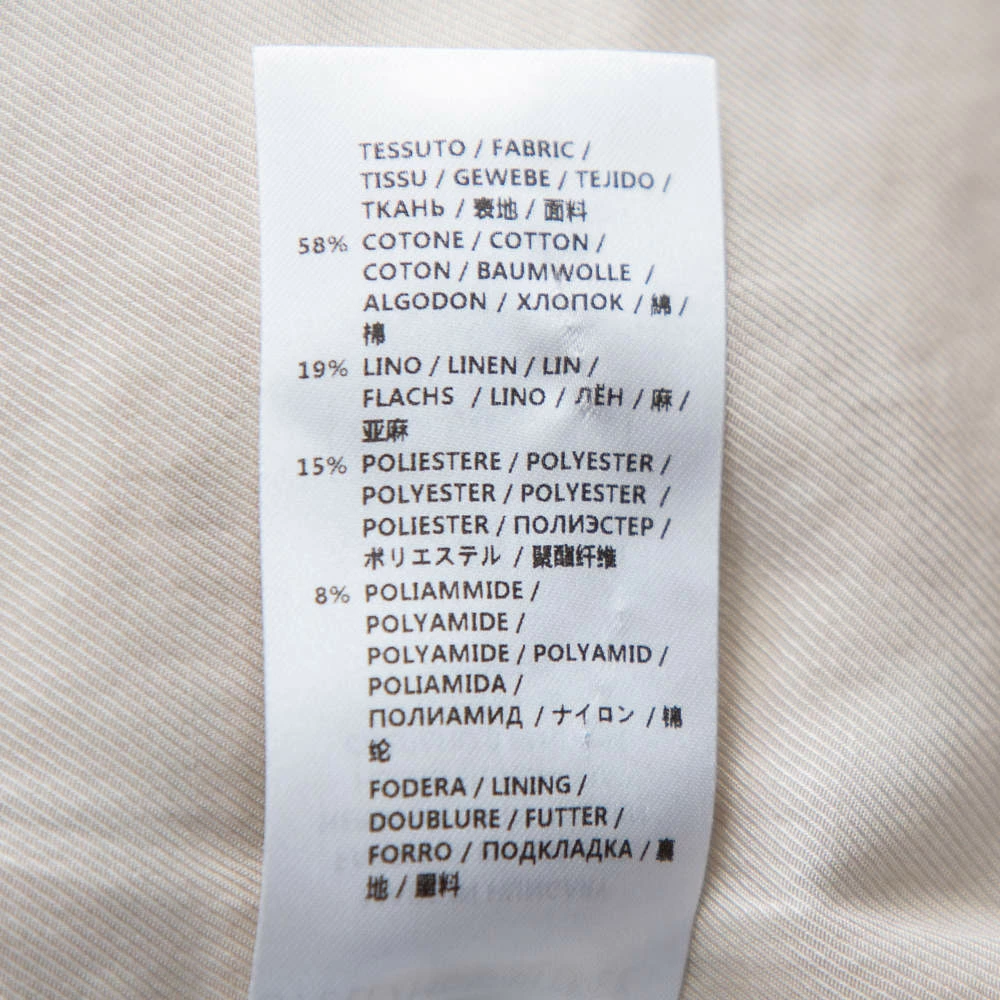 TESSUTO / FABRIC /
TISSU / GEWEBE / TEJIDO /
ТКАНЬ / 表地 / 面料
58% COTONE / COTTON /
COTON / BAUMWOLLE /
ALGODON / ХЛОПОК / 綿 /
棉
19% LINO / LINEN / LIN /
FLACHS / LINO / ЛЁН / 麻 /
亚麻
15% POLIESTERE / POLYESTER /
POLYESTER / POLYESTER /
POLIESTER / ПОЛИЭСТЕР /
ポリエステル / 聚酯纤维
8% POLIAMMIDE /
POLYAMIDE /
POLYAMIDE / POLYAMID /
POLIAMIDA /
ПОЛИАМИД / ナイロン / 锦
纶
FODERA / LINING /
DOUBLURE / FUTTER /
FORRO / ПОДКЛАДКА / 裏
地 / 里料